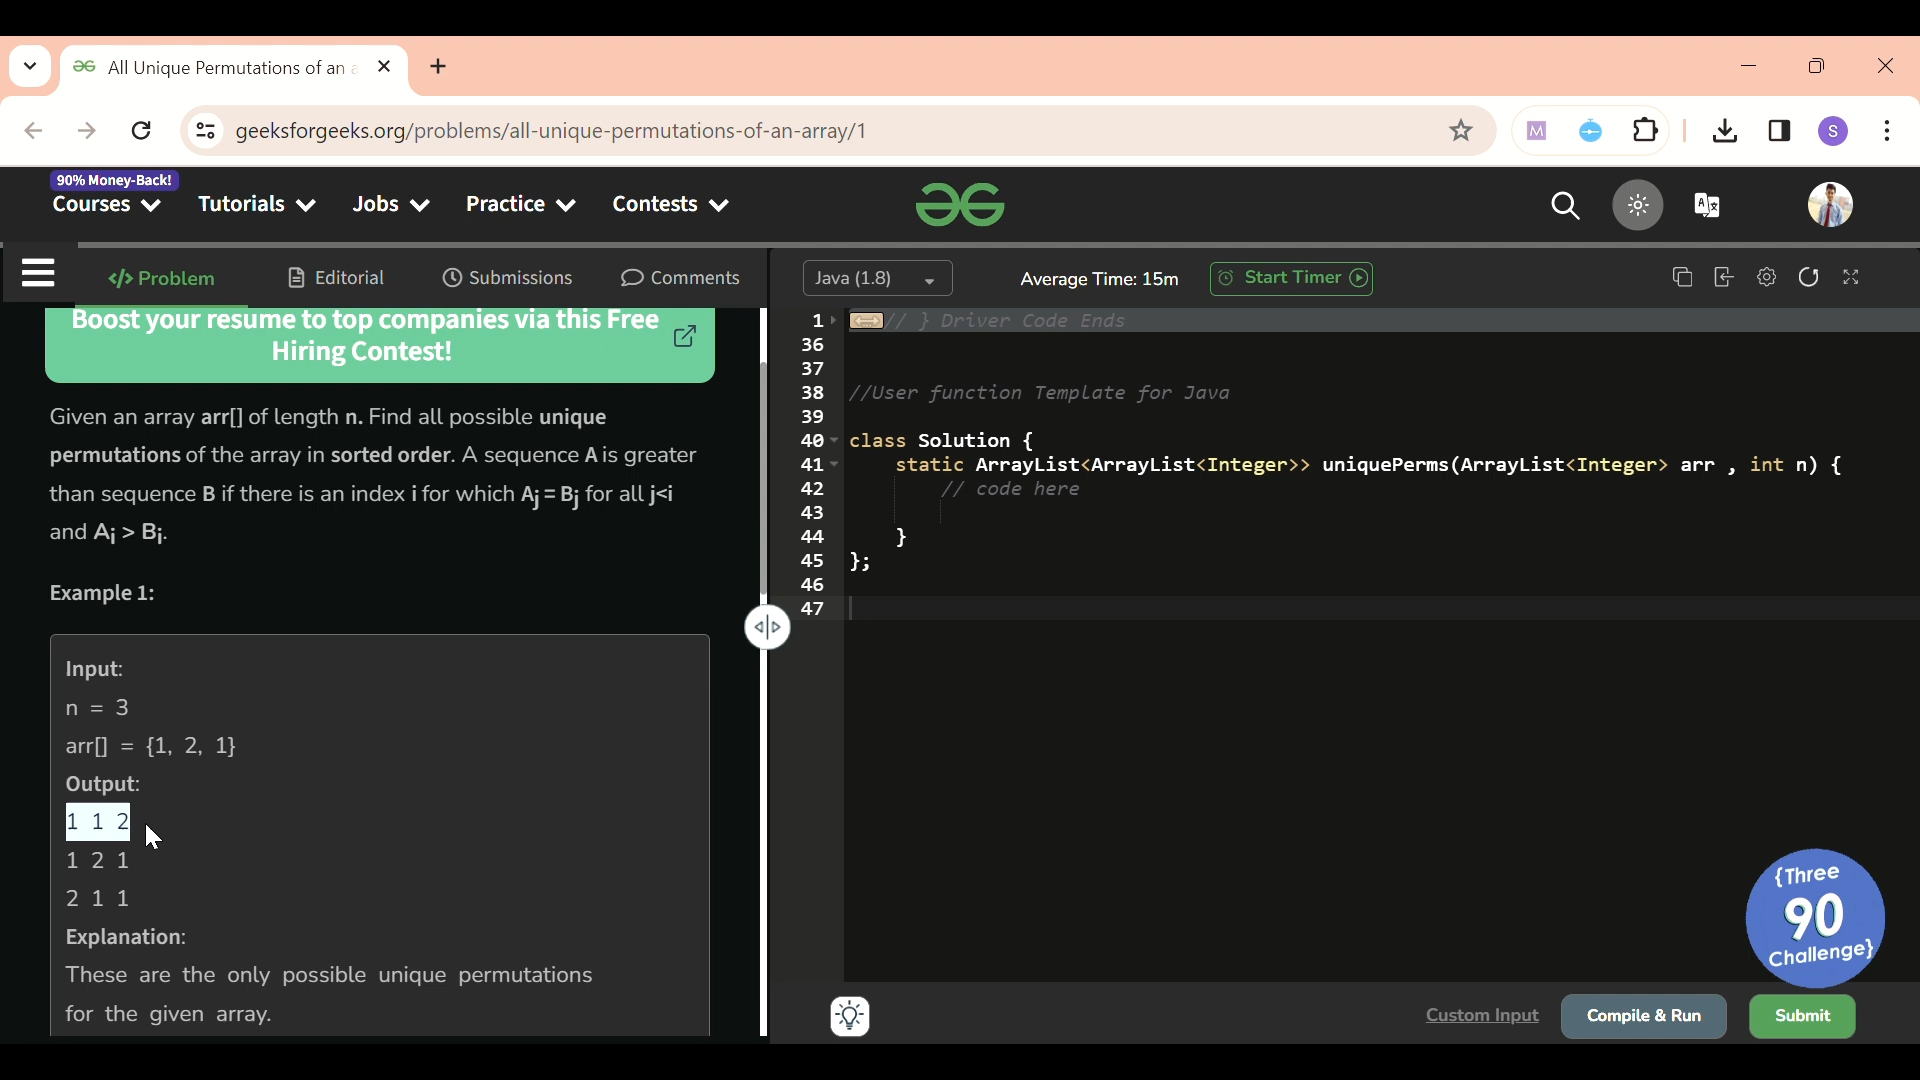 All Unique Permutations of an a
geeksforgeeks.org/problems/all-unique-permutations-of-an-array/1
M
S
90% Money-Back!
Courses
Tutorials
Jobs
Practice
Contests
</> Problem
Editorial
Submissions
Comments
Java (1.8)
Average Time: 15m
Start Timer
Boost your resume to top companies via this Free
Hiring Contest!
Given an array arr[] of length n. Find all possible unique
permutations of the array in sorted order. A sequence A is greater
than sequence B if there is an index i for which Aj = Bj for all j<i
and Ai > Bi.
Example 1:
Input:
n = 3
arr[] = {1, 2, 1}
Output:
1 1 2
1 2 1
2 1 1
Explanation:
These are the only possible unique permutations
for the given array.
1 // } Driver Code Ends
36
37
38 //User function Template for Java
39
40 class Solution {
41 static ArrayList<ArrayList<Integer>> uniquePerms(ArrayList<Integer> arr , int n) {
42 // code here
43
44 }
45 };
46
47
{Three
90
Challenge}
Custom Input
Compile & Run
Submit